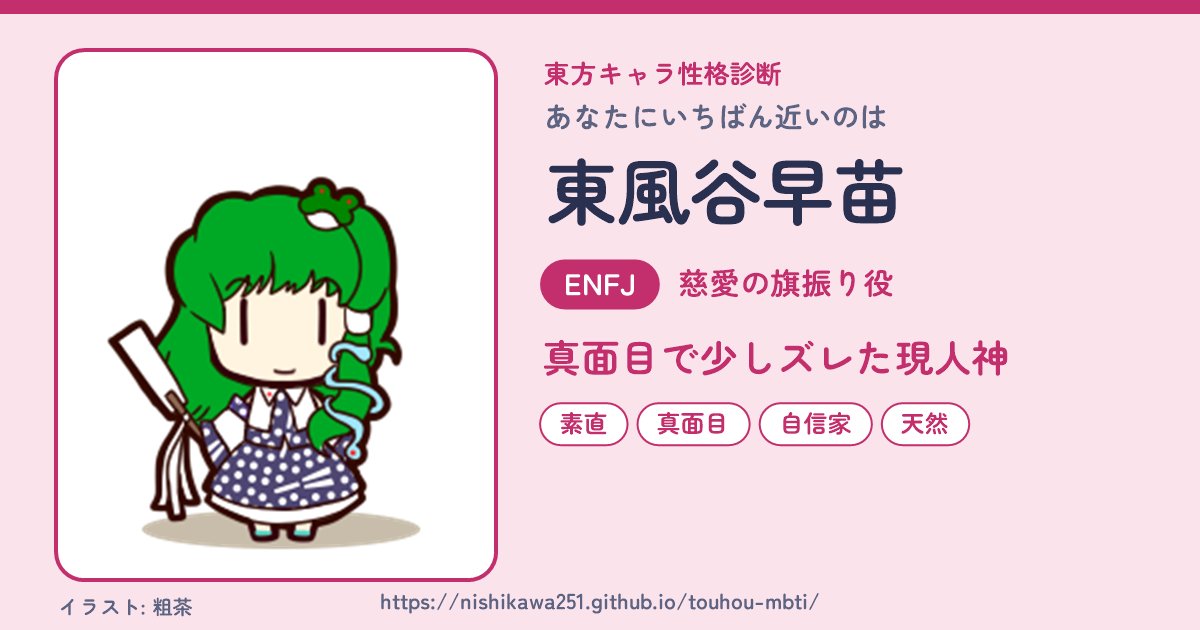 東方キャラ性格診断
あなたにいちばん近いのは
東風谷早苗
ENFJ 慈愛の旗振り役
真面目で少しズレた現人神
素直 真面目 自信家 天然
イラスト: 粗茶
https://nishikawa251.github.io/touhou-mbti/